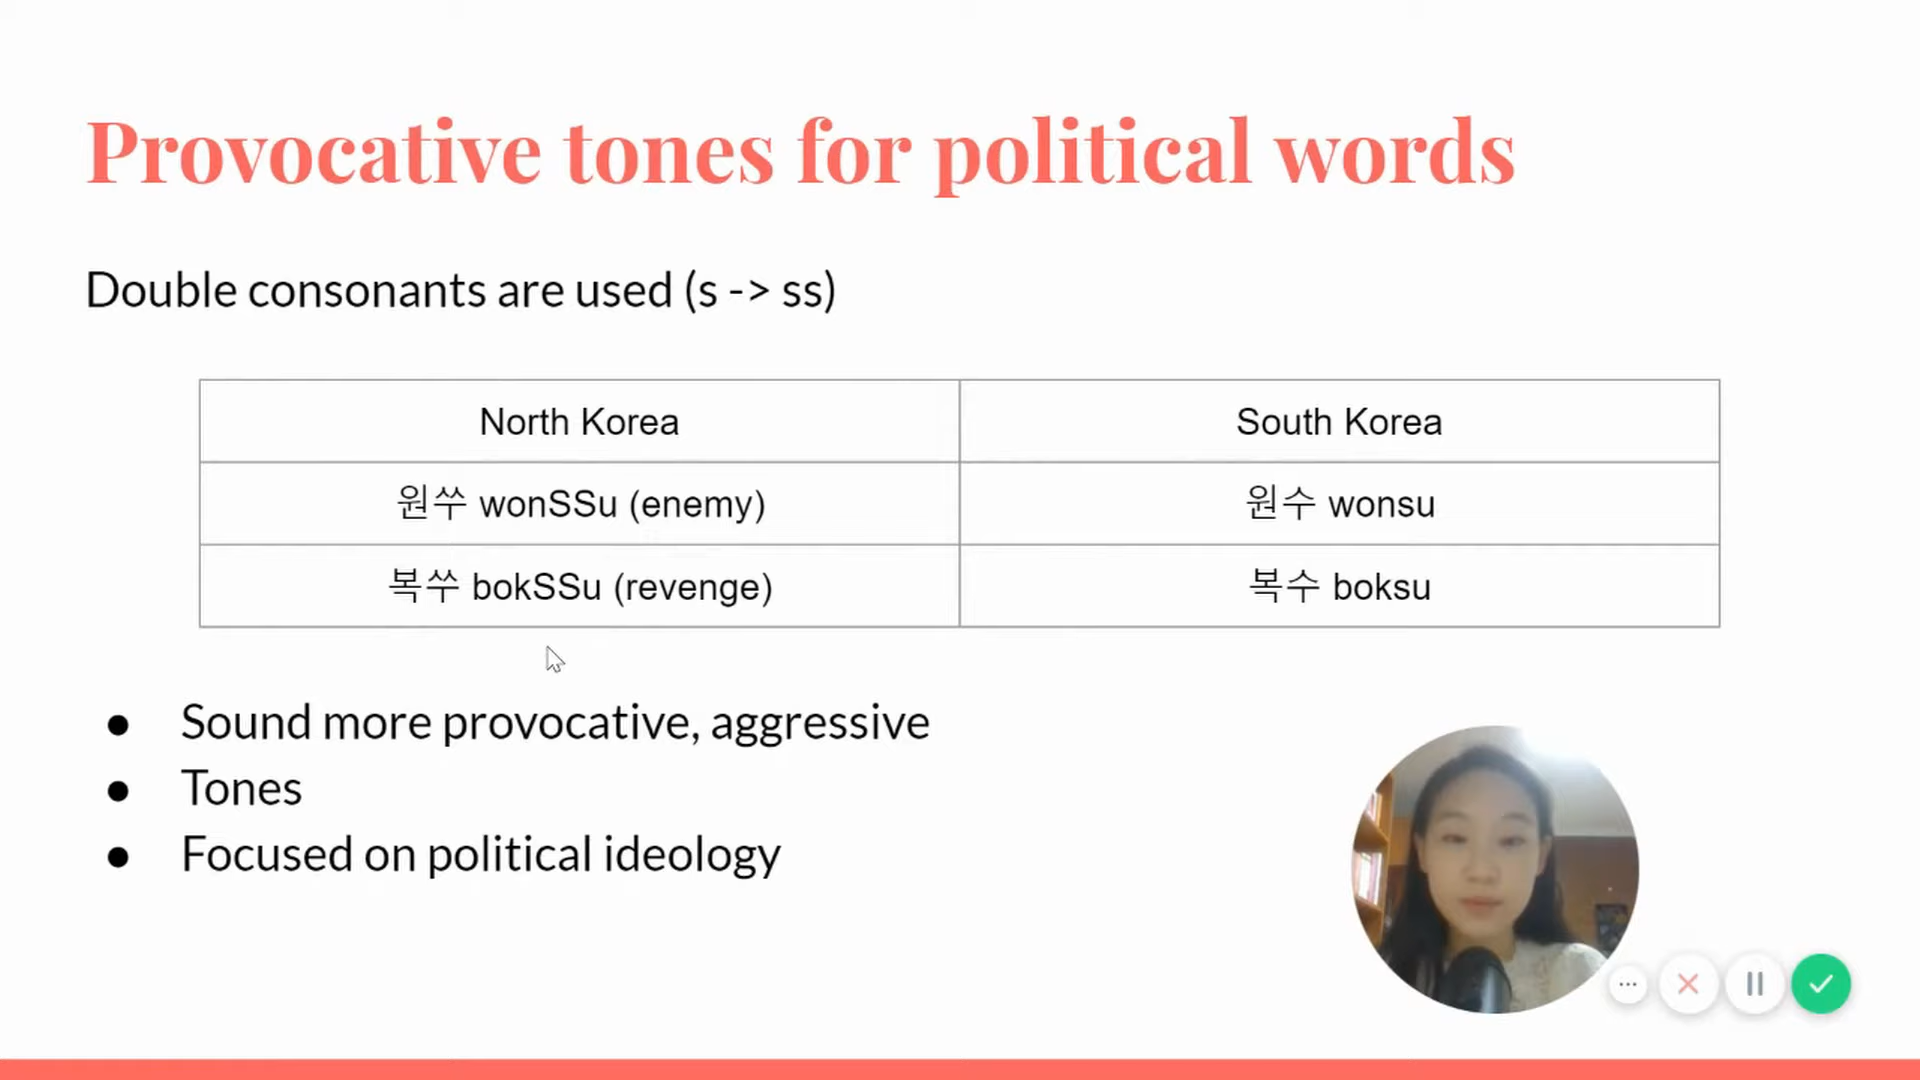 Provocative tones for political words
Double consonants are used (s -> ss)
North Korea
South Korea
원쑤 wonSSu (enemy)
원수 wonsu
복쑤 bokSSu (revenge)
복수 boksu
● Sound more provocative, aggressive
● Tones
● Focused on political ideology